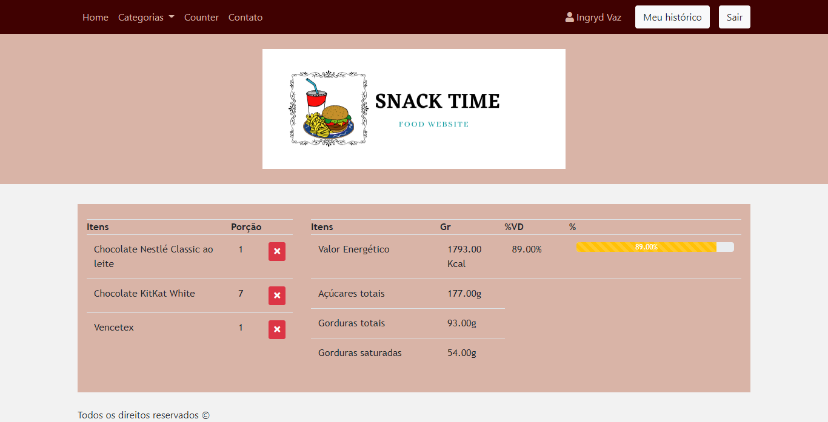 Home Categorias Counter Contato Ingryd Vaz Meu histórico Sair
SNACK TIME
FOOD WEBSITE
Itens Porção
Chocolate Nestlé Classic ao
leite
1
Chocolate KitKat White 7
Vencetex 1
Itens Gr %VD %
Valor Energético 1793.00
Kcal
89.00% 89.00%
Açúcares totais 177.00g
Gorduras totais 93.00g
Gorduras saturadas 54.00g
Todos os direitos reservados ©